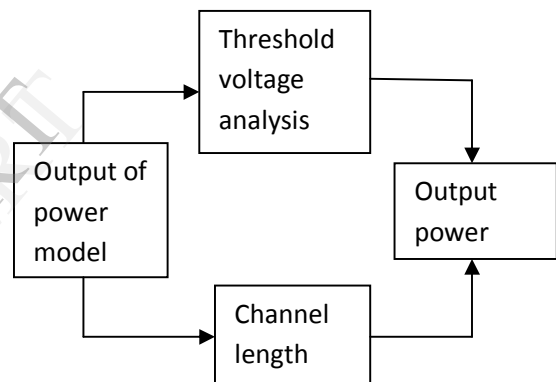 Threshold
voltage
analysis
Output of
power
model
Output
power
Channel
length